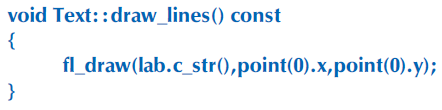 void Text::draw_lines() const
{
fl_draw(lab.c_str(),point(0).x,point(0).y);
}